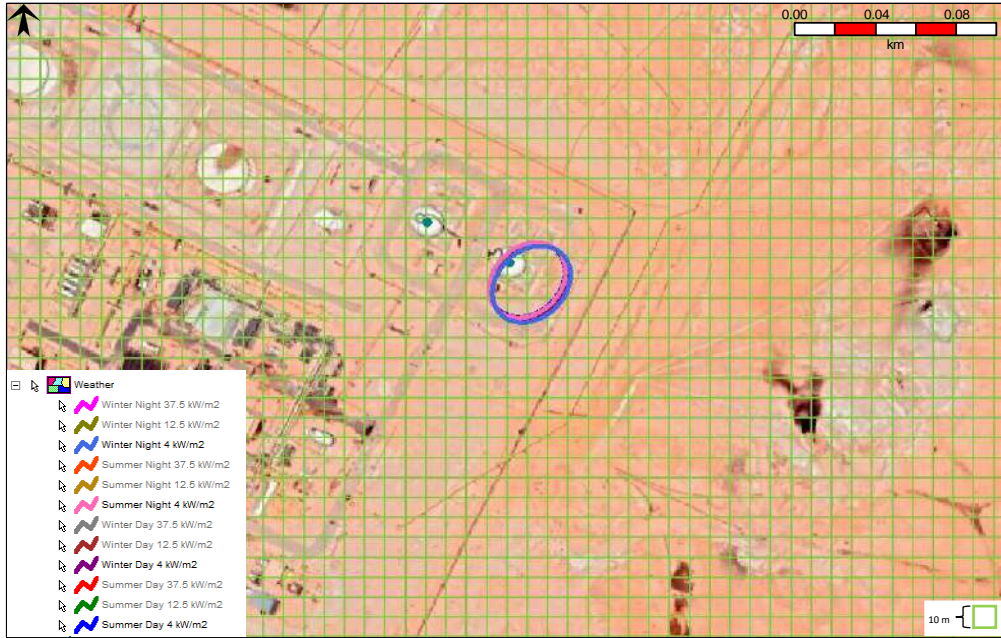 0.00 0.04 0.08
km
Weather
Winter Night 37.5 kW/m2
Winter Night 12.5 kW/m2
Winter Night 4 kW/m2
Summer Night 37.5 kW/m2
Summer Night 12.5 kW/m2
Summer Night 4 kW/m2
Winter Day 37.5 kW/m2
Winter Day 12.5 kW/m2
Winter Day 4 kW/m2
Summer Day 37.5 kW/m2
Summer Day 12.5 kW/m2
Summer Day 4 kW/m2
10 m